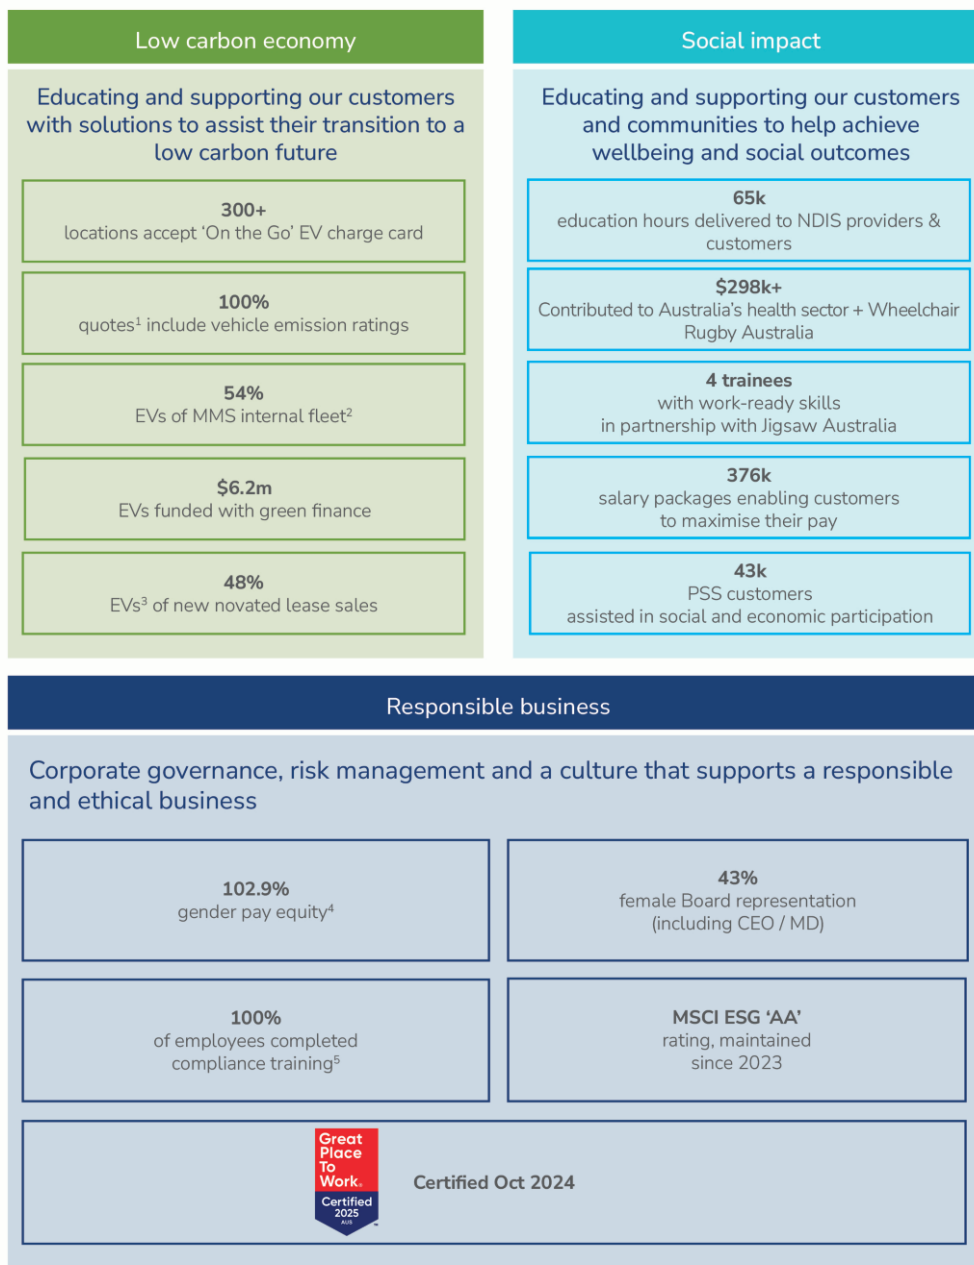 Low carbon economy
Educating and supporting our customers
with solutions to assist their transition to a
low carbon future
300+
locations accept ‘On the Go’ EV charge card
100%
quotes¹ include vehicle emission ratings
54%
EVs of MMS internal fleet²
$6.2m
EVs funded with green finance
48%
EVs³ of new novated lease sales
Social impact
Educating and supporting our customers
and communities to help achieve
wellbeing and social outcomes
65k
education hours delivered to NDIS providers &
customers
$298k+
Contributed to Australia’s health sector + Wheelchair
Rugby Australia
4 trainees
with work-ready skills
in partnership with Jigsaw Australia
376k
salary packages enabling customers
to maximise their pay
43k
PSS customers
assisted in social and economic participation
Responsible business
Corporate governance, risk management and a culture that supports a responsible
and ethical business
102.9%
gender pay equity⁴
43%
female Board representation
(including CEO / MD)
100%
of employees completed
compliance training⁵
MSCI ESG ‘AA’
rating, maintained
since 2023
Great
Place
To
Work.
Certified
2025
AUS
Certified Oct 2024